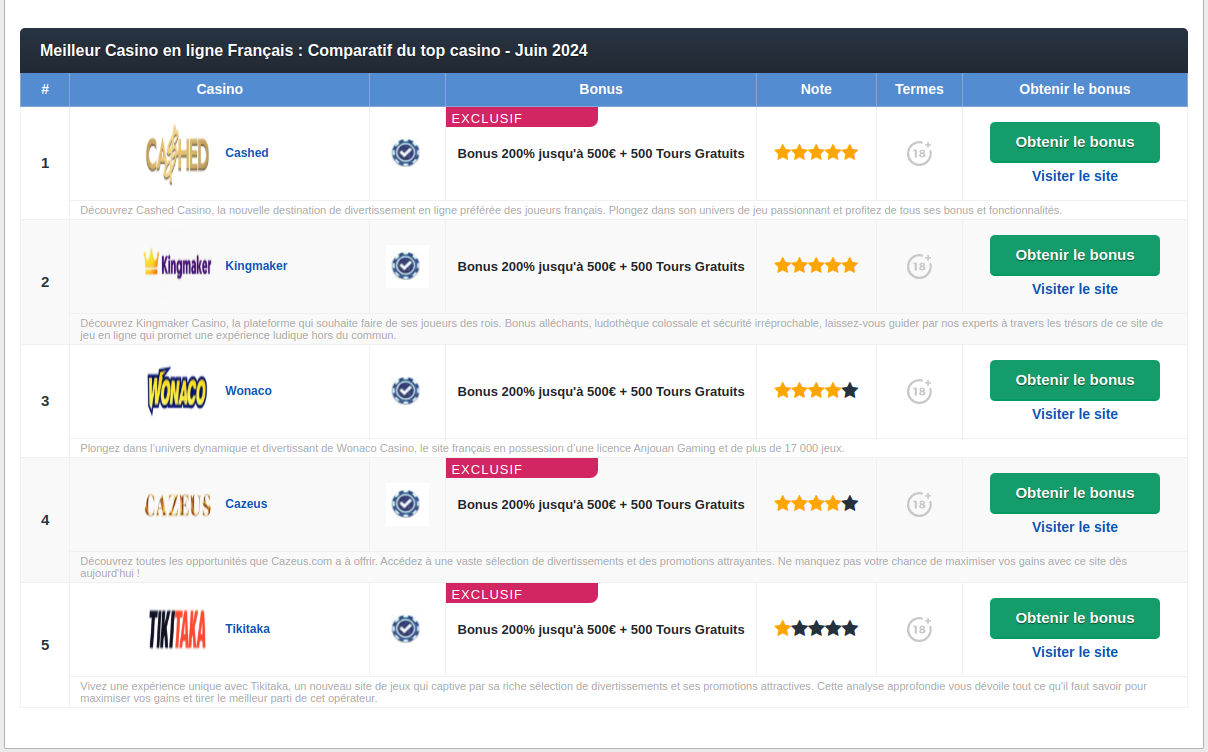 Meilleur Casino en ligne Français : Comparatif du top casino - Juin 2024
# Casino Bonus Note Termes Obtenir le bonus
1
CASHED
Cashed
EXCLUSIF
Bonus 200% jusqu'à 500€ + 500 Tours Gratuits
18+
Obtenir le bonus
Visiter le site
Découvrez Cashed Casino, la nouvelle destination de divertissement en ligne préférée des joueurs français. Plongez dans son univers de jeu passionnant et profitez de tous ses bonus et fonctionnalités.
2
Kingmaker
Kingmaker
Bonus 200% jusqu'à 500€ + 500 Tours Gratuits
18+
Obtenir le bonus
Visiter le site
Découvrez Kingmaker Casino, la plateforme qui souhaite faire de ses joueurs des rois. Bonus alléchants, ludothèque colossale et sécurité irréprochable, laissez-vous guider par nos experts à travers les trésors de ce site de
jeu en ligne qui promet une expérience ludique hors du commun.
3
WONACO
Wonaco
Bonus 200% jusqu'à 500€ + 500 Tours Gratuits
18+
Obtenir le bonus
Visiter le site
Plongez dans l'univers dynamique et divertissant de Wonaco Casino, le site français en possession d'une licence Anjouan Gaming et de plus de 17 000 jeux.
4
CAZEUS
Cazeus
EXCLUSIF
Bonus 200% jusqu'à 500€ + 500 Tours Gratuits
18+
Obtenir le bonus
Visiter le site
Découvrez toutes les opportunités que Cazeus.com a à offrir. Accédez à une vaste sélection de divertissements et des promotions attrayantes. Ne manquez pas votre chance de maximiser vos gains avec ce site dès
aujourd'hui !
5
TIKITAKA
Tikitaka
EXCLUSIF
Bonus 200% jusqu'à 500€ + 500 Tours Gratuits
18+
Obtenir le bonus
Visiter le site
Vivez une expérience unique avec Tikitaka, un nouveau site de jeux qui captive par sa riche sélection de divertissements et ses promotions attractives. Cette analyse approfondie vous dévoile tout ce qu'il faut savoir pour
maximiser vos gains et tirer le meilleur parti de cet opérateur.